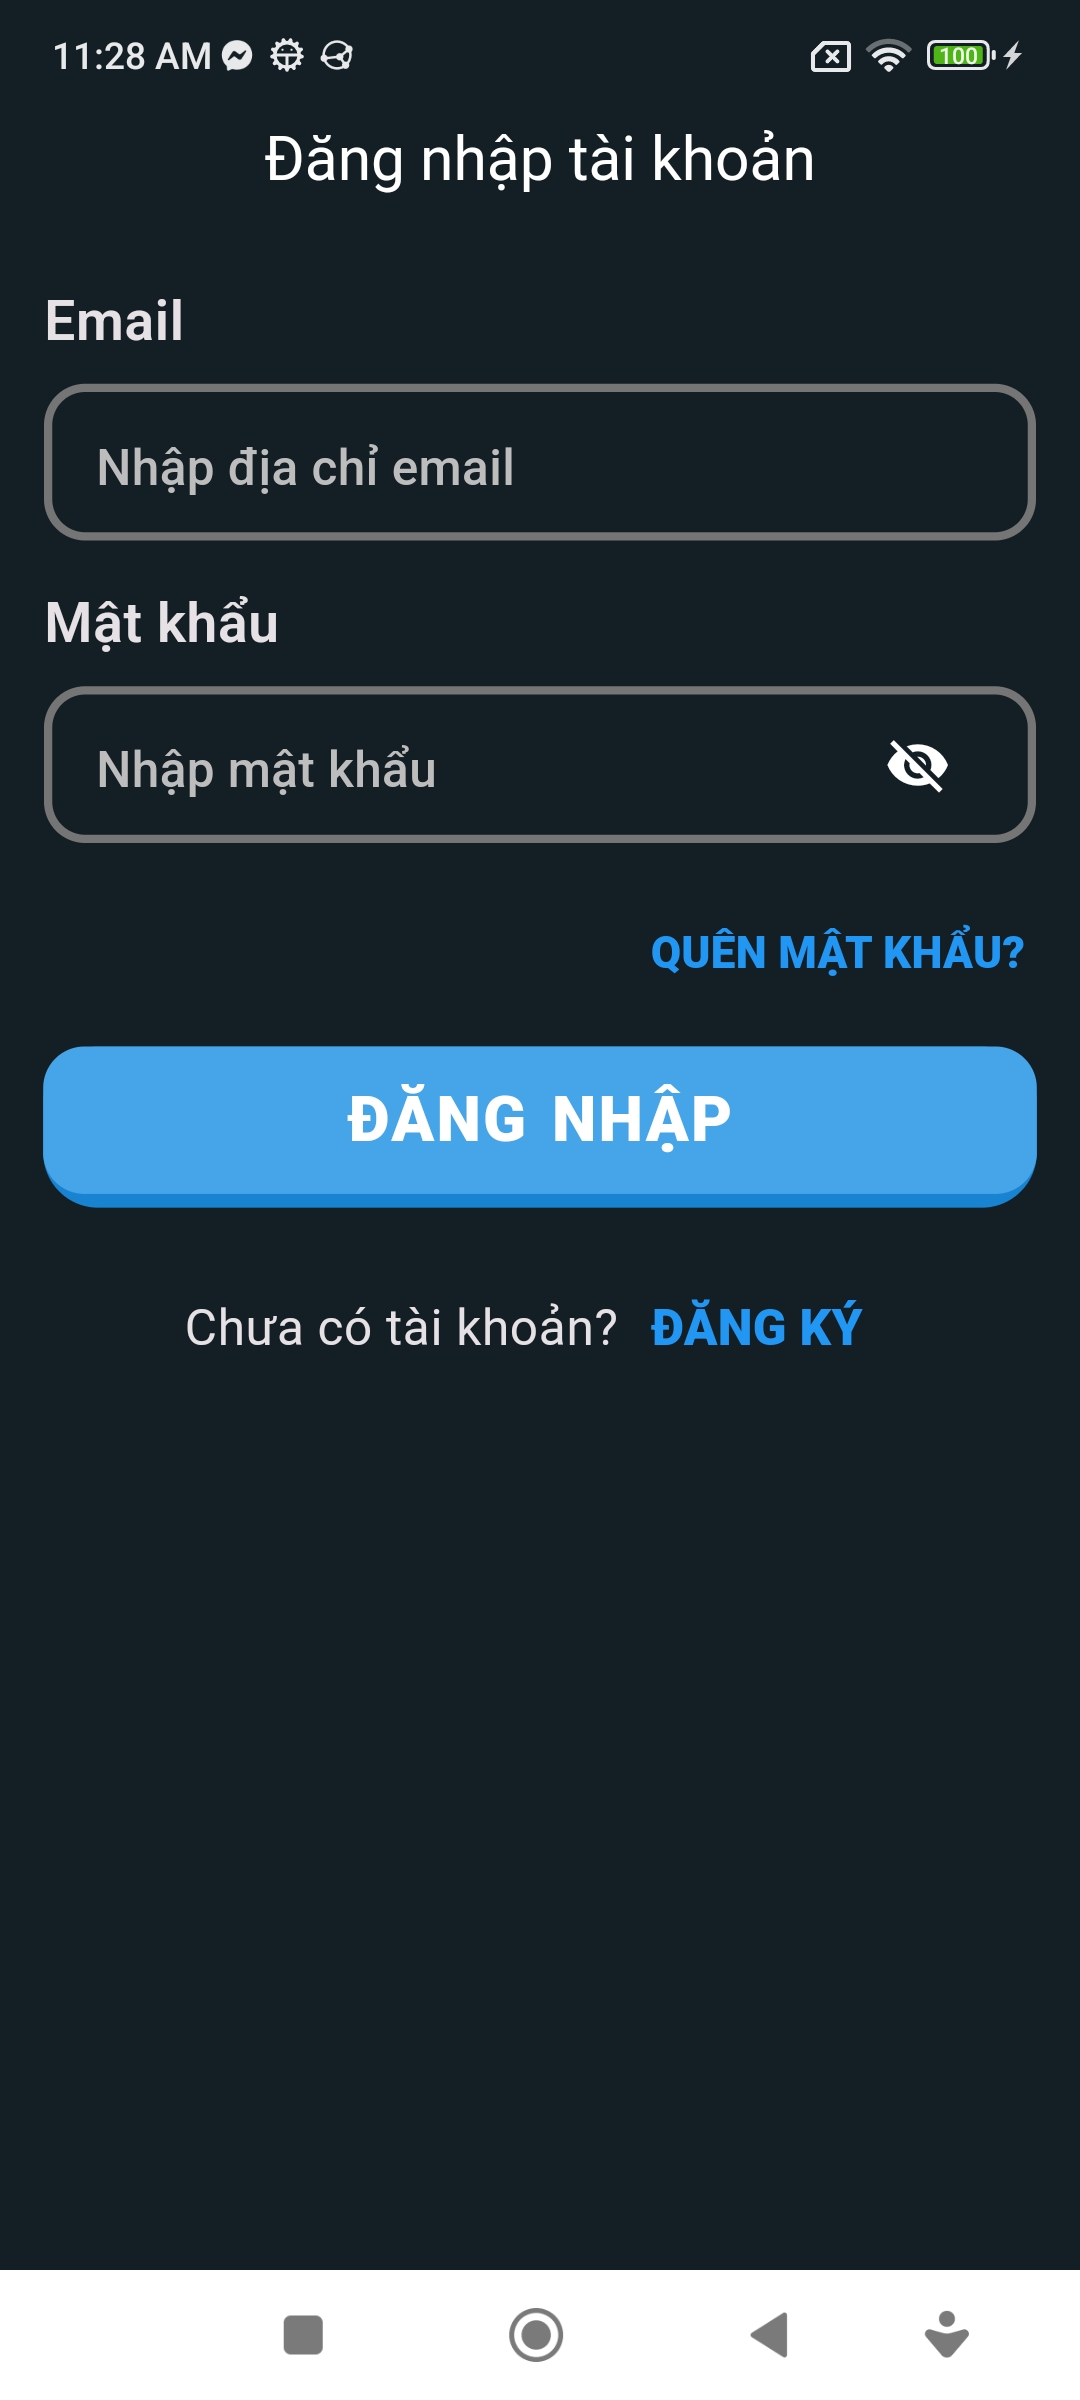 11:28 AM
100
Đăng nhập tài khoản
Email
Nhập địa chỉ email
Mật khẩu
Nhập mật khẩu
QUÊN MẬT KHẨU?
ĐĂNG NHẬP
Chưa có tài khoản? ĐĂNG KÝ